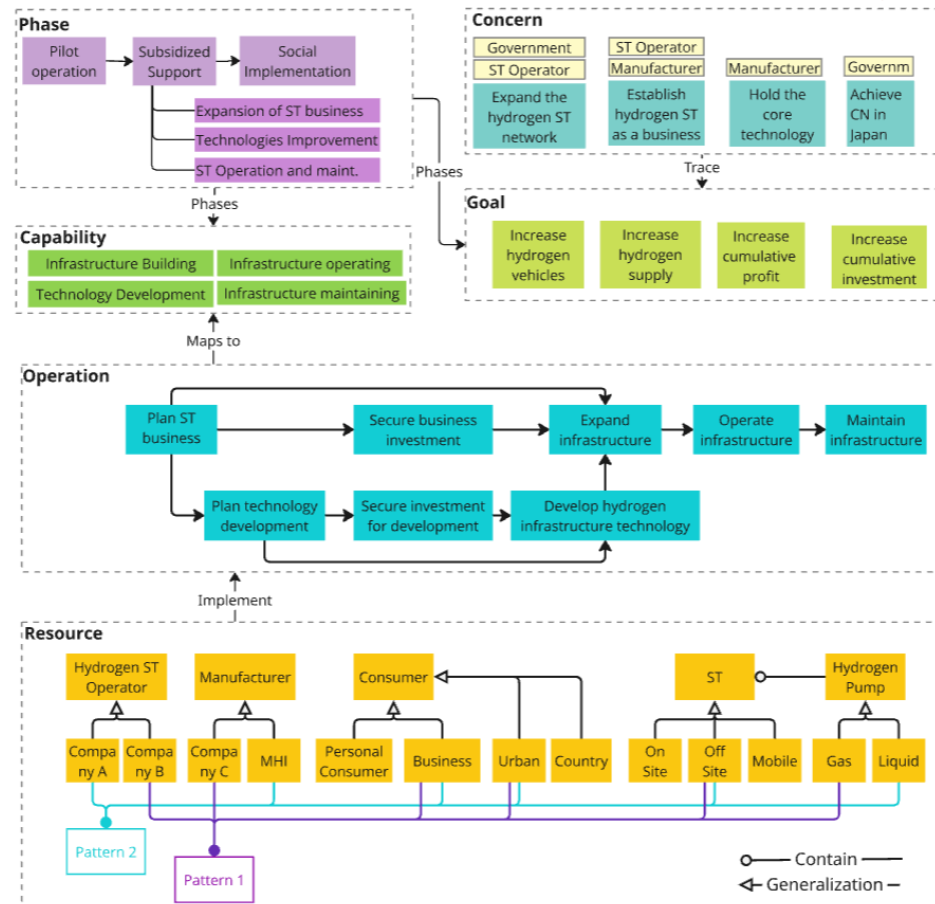 Phase
Pilot
operation
Subsidized
Support
Social
Implementation
Expansion of ST business
Technologies Improvement
ST Operation and maint.
Concern
Government
ST Operator
Expand the
hydrogen ST
network
ST Operator
Manufacturer
Establish
hydrogen ST
as a business
Manufacturer
Hold the
core
technology
Governm
Achieve
CN in
Japan
Phases
Phases
Trace
Goal
Increase
hydrogen
vehicles
Increase
hydrogen
supply
Increase
cumulative
profit
Increase
cumulative
investment
Capability
Infrastructure Building
Infrastructure operating
Technology Development
Infrastructure maintaining
Maps to
Operation
Plan ST
business
Secure business
investment
Expand
infrastructure
Operate
infrastructure
Maintain
infrastructure
Plan technology
development
Secure investment
for development
Develop hydrogen
infrastructure technology
Implement
Resource
Hydrogen ST
Operator
Manufacturer
Consumer
ST
Hydrogen
Pump
Compa
ny A
Compa
ny B
Compa
ny C
MHI
Personal
Consumer
Business
Urban
Country
On
Site
Off
Site
Mobile
Gas
Liquid
Pattern 2
Pattern 1
Contain
Generalization